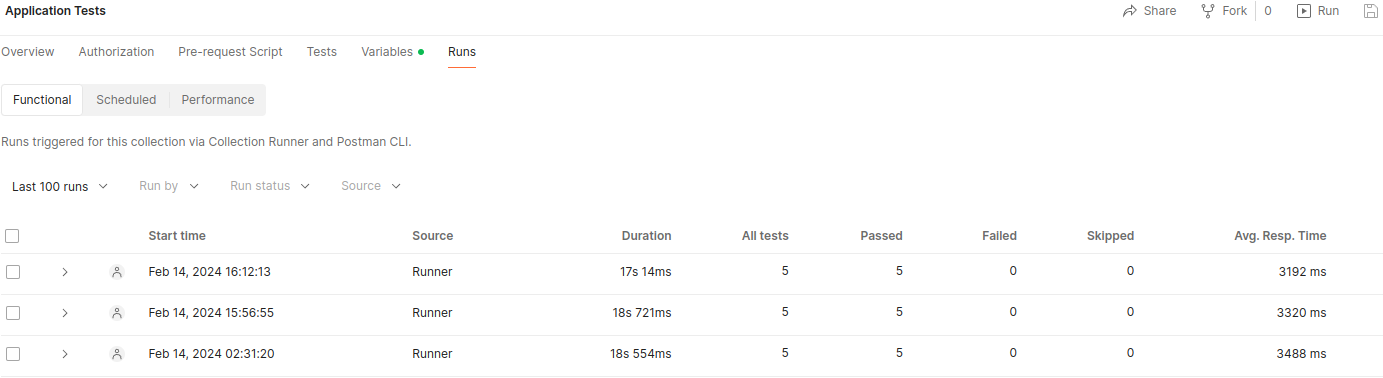 Application Tests Share Fork 0 Run
Overview Authorization Pre-request Script Tests Variables Runs
Functional Scheduled Performance
Runs triggered for this collection via Collection Runner and Postman CLI.
Last 100 runs Run by Run status Source
Start time Source Duration All tests Passed Failed Skipped Avg. Resp. Time
Feb 14, 2024 16:12:13 Runner 17s 14ms 5 5 0 0 3192 ms
Feb 14, 2024 15:56:55 Runner 18s 721ms 5 5 0 0 3320 ms
Feb 14, 2024 02:31:20 Runner 18s 554ms 5 5 0 0 3488 ms